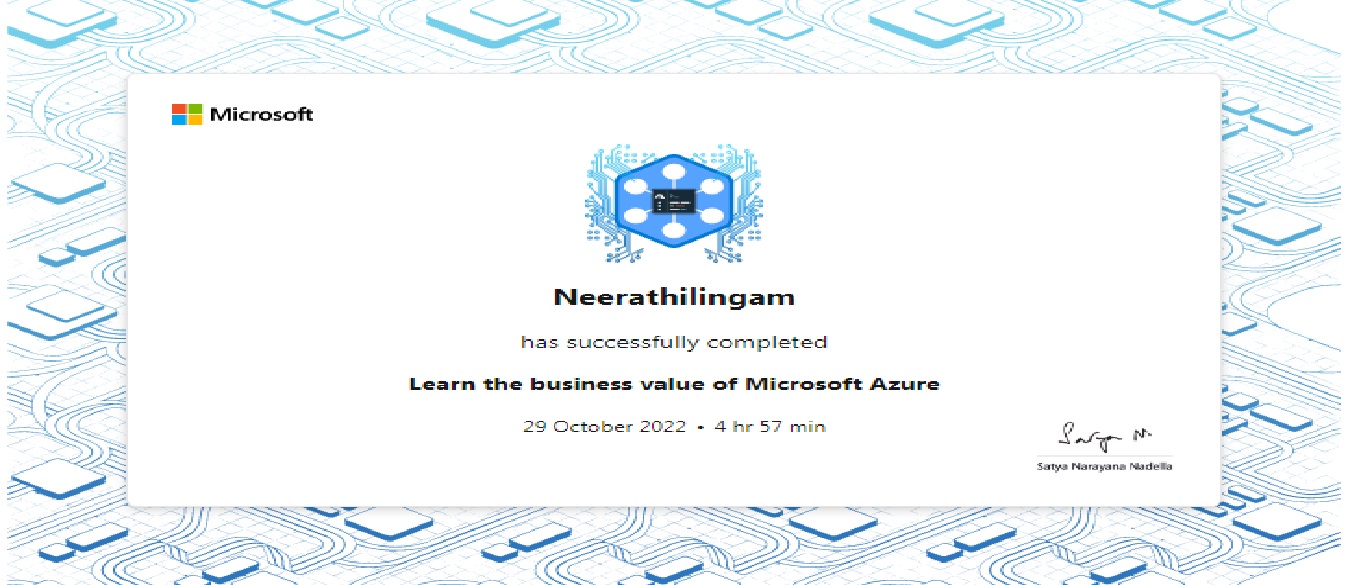 Microsoft
Neerathilingam
has successfully completed
Learn the business value of Microsoft Azure
29 October 2022 • 4 hr 57 min
Satya N.
Satya Narayana Nadella